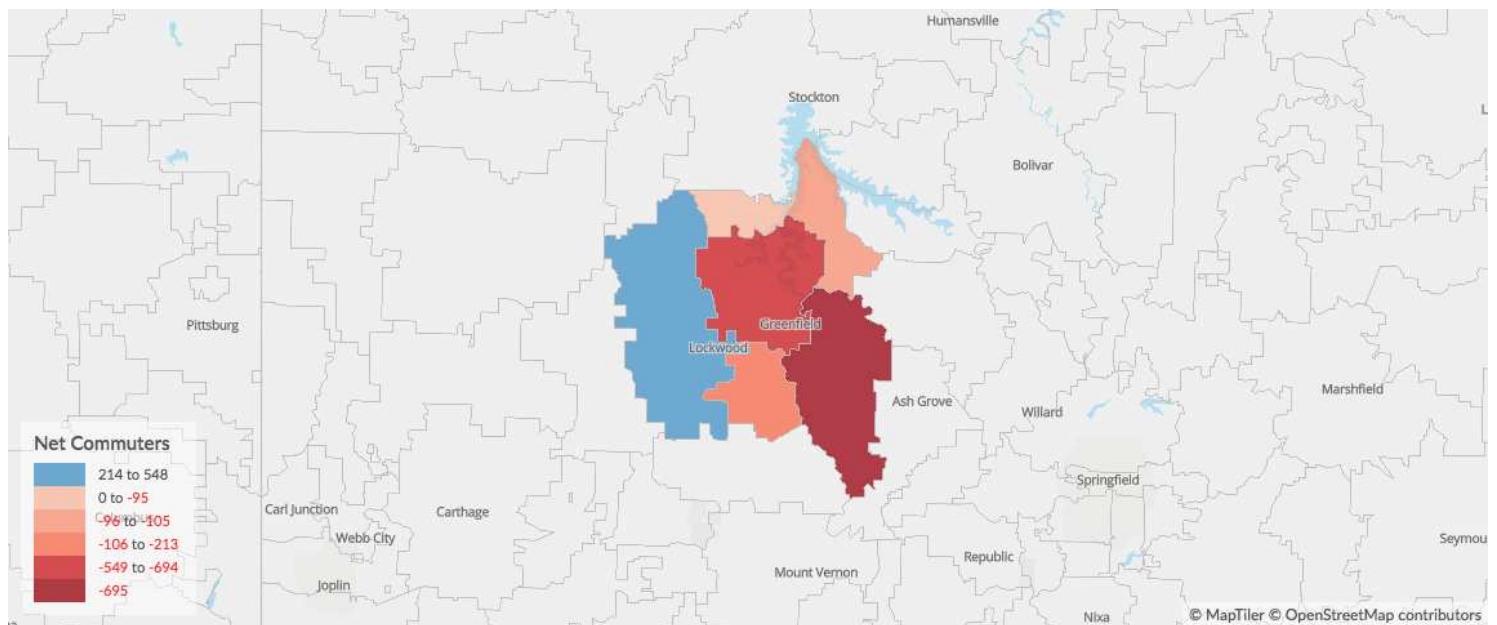 Humansville
Stockton
L
Bolivar
Pittsburg
Greenfield
Lockwood
Ash Grove
Willard
Marshfield
Net Commuters
214 to 548
0 to -95
-96 to -105
-106 to -213
-549 to -694
-695
Springfield
Carl Junction
Carthage
Webb City
Seymou
Republic
Mount Vernon
Joplin
Nixa
© MapTiler © OpenStreetMap contributors